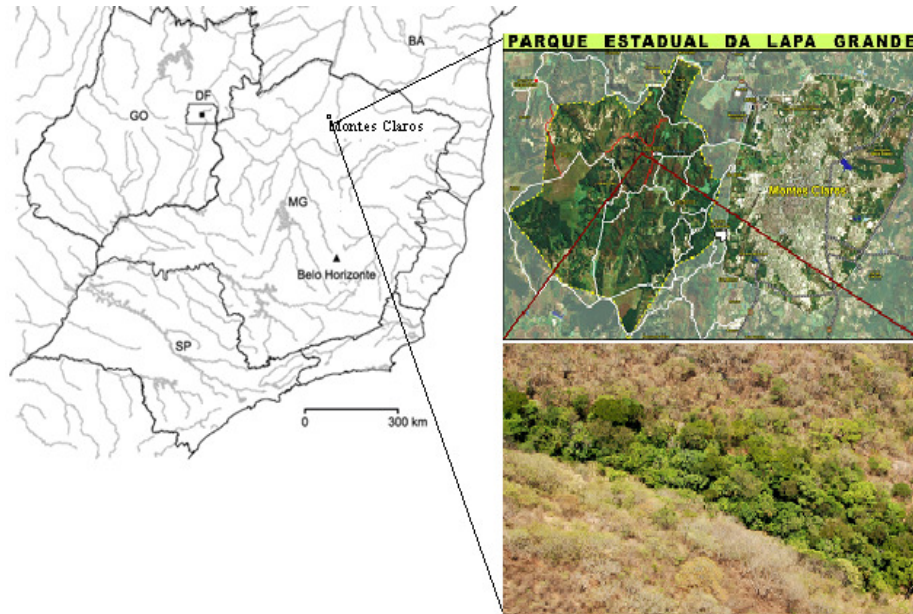 BA
DF
GO
Montes Claros
MG
Belo Horizonte
SP
0 300 km
PARQUE ESTADUAL DA LAPA GRANDE
Montes Claros